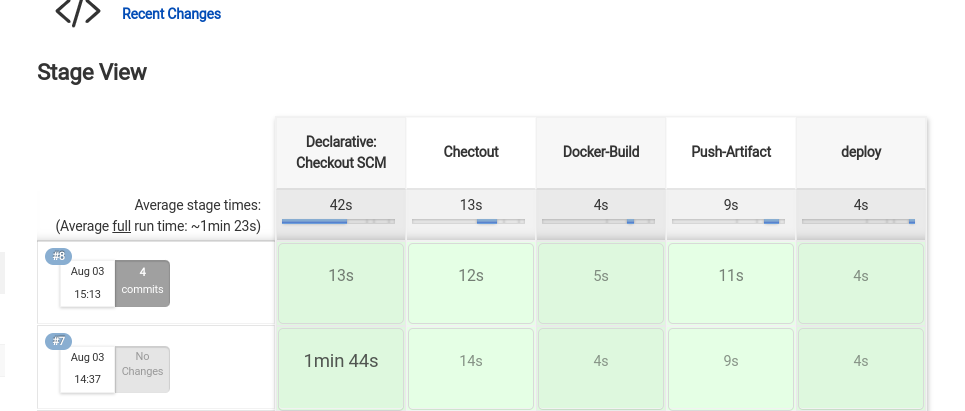 Recent Changes
Stage View
Declarative:
Checkout SCM
Chectout
Docker-Build
Push-Artifact
deploy
Average stage times:
(Average full run time: ~1min 23s)
42s
13s
4s
9s
4s
#8
Aug 03
15:13
4
commits
13s
12s
5s
11s
4s
#7
Aug 03
14:37
No
Changes
1min 44s
14s
4s
9s
4s